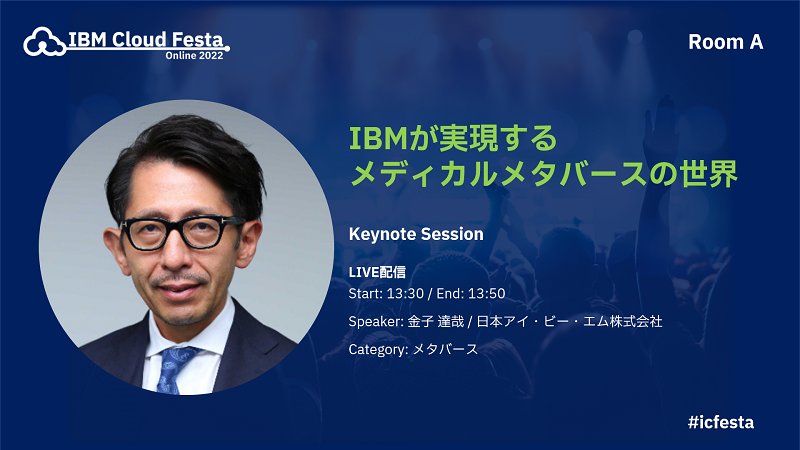 IBM Cloud Festa
Online 2022
Room A
IBMが実現する
メディカルメタバースの世界
Keynote Session
LIVE配信
Start: 13:30 / End: 13:50
Speaker: 金子 達哉 / 日本アイ・ビー・エム株式会社
Category: メタバース
#icfesta